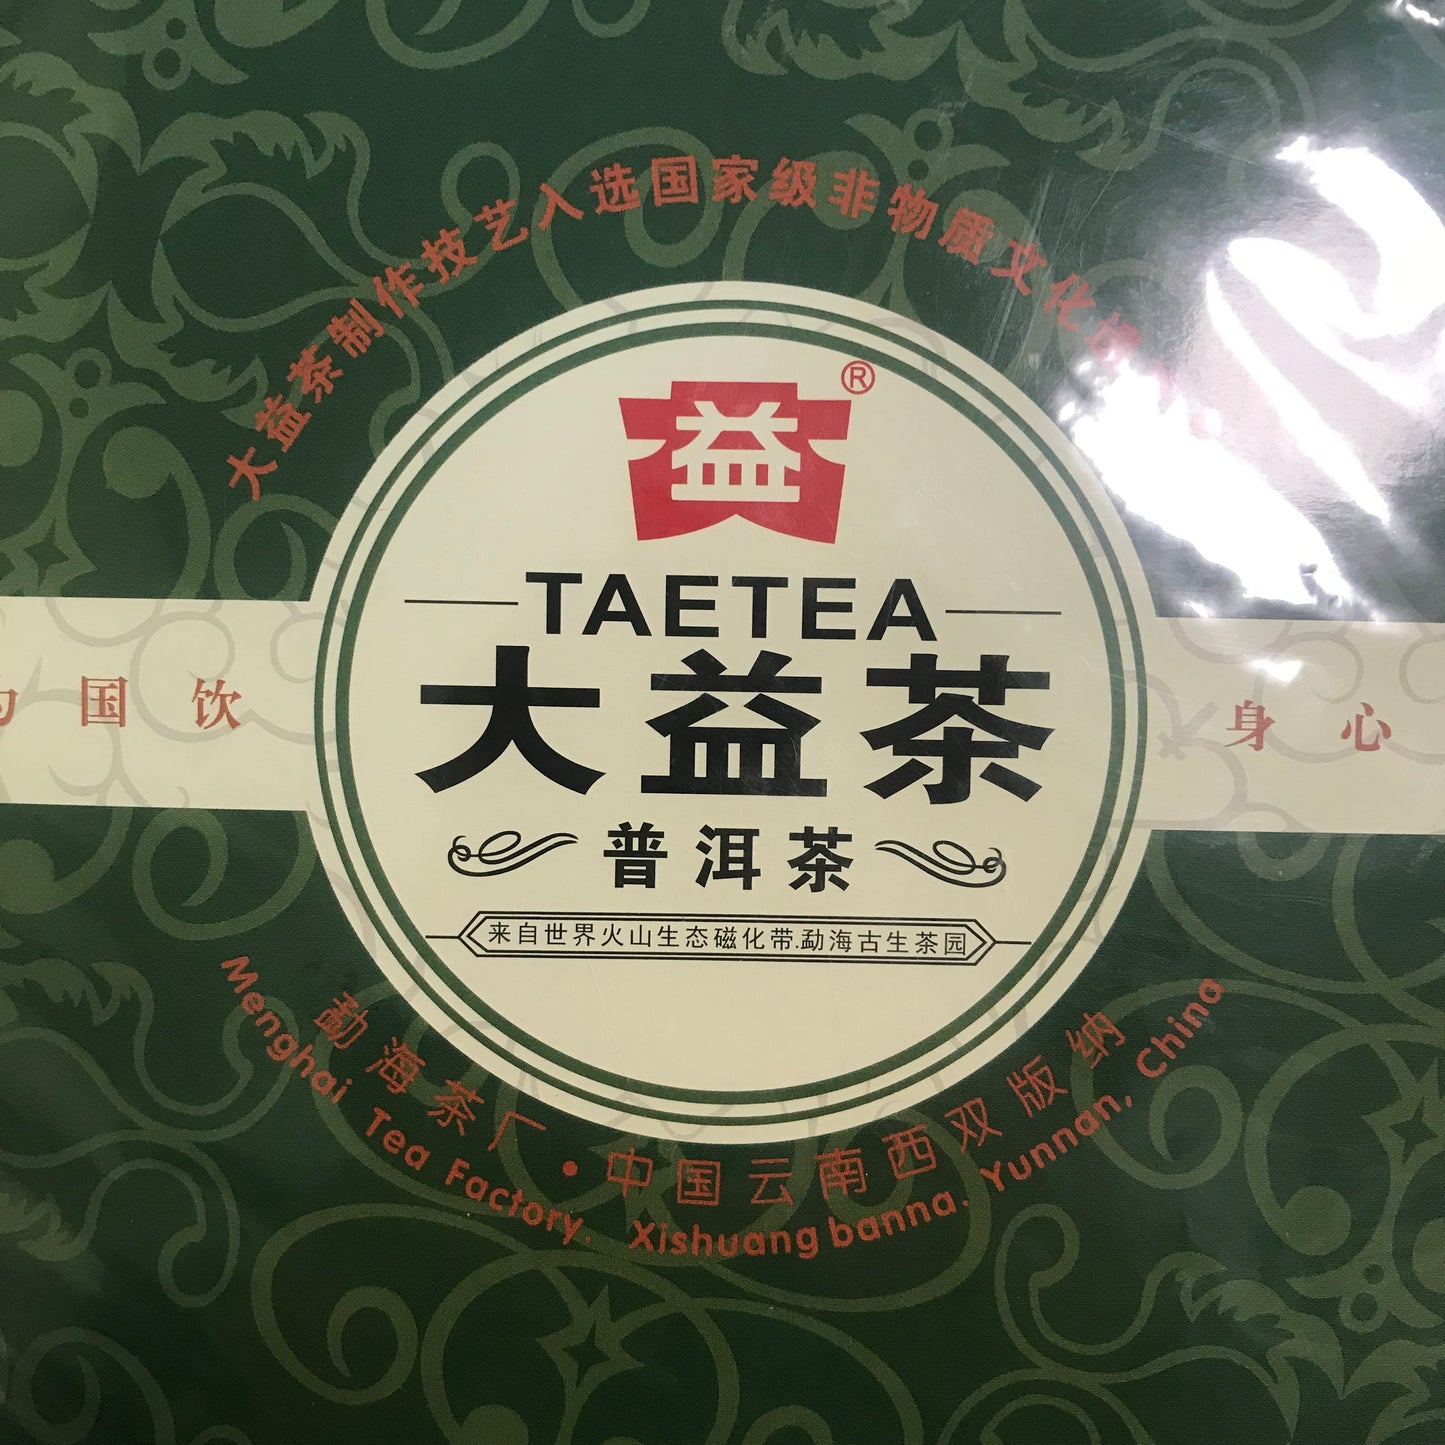 大益茶制作技艺入选国家级非物质文化
益
®
TAETEA
大益茶
国饮
身心
普洱茶
来自世界火山生态磁化带.勐海古生茶园
勐海茶厂·中国云南西双版纳
Menghai Tea Factory. Xishuangbanna. Yunnan, China